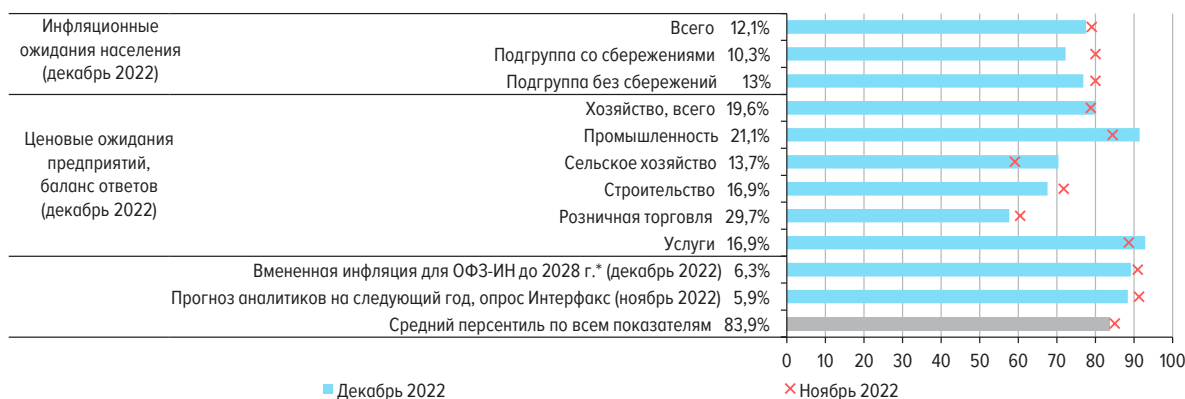 Инфляционные
ожидания населения
(декабрь 2022)
Всего 12,1%
Подгруппа со сбережениями 10,3%
Подгруппа без сбережений 13%
Ценовые ожидания
предприятий,
баланс ответов
(декабрь 2022)
Хозяйство, всего 19,6%
Промышленность 21,1%
Сельское хозяйство 13,7%
Строительство 16,9%
Розничная торговля 29,7%
Услуги 16,9%
Вмененная инфляция для ОФЗ-ИН до 2028 г.* (декабрь 2022) 6,3%
Прогноз аналитиков на следующий год, опрос Интерфакс (ноябрь 2022) 5,9%
Средний персентиль по всем показателям 83,9%
0 10 20 30 40 50 60 70 80 90 100
Декабрь 2022
Ноябрь 2022